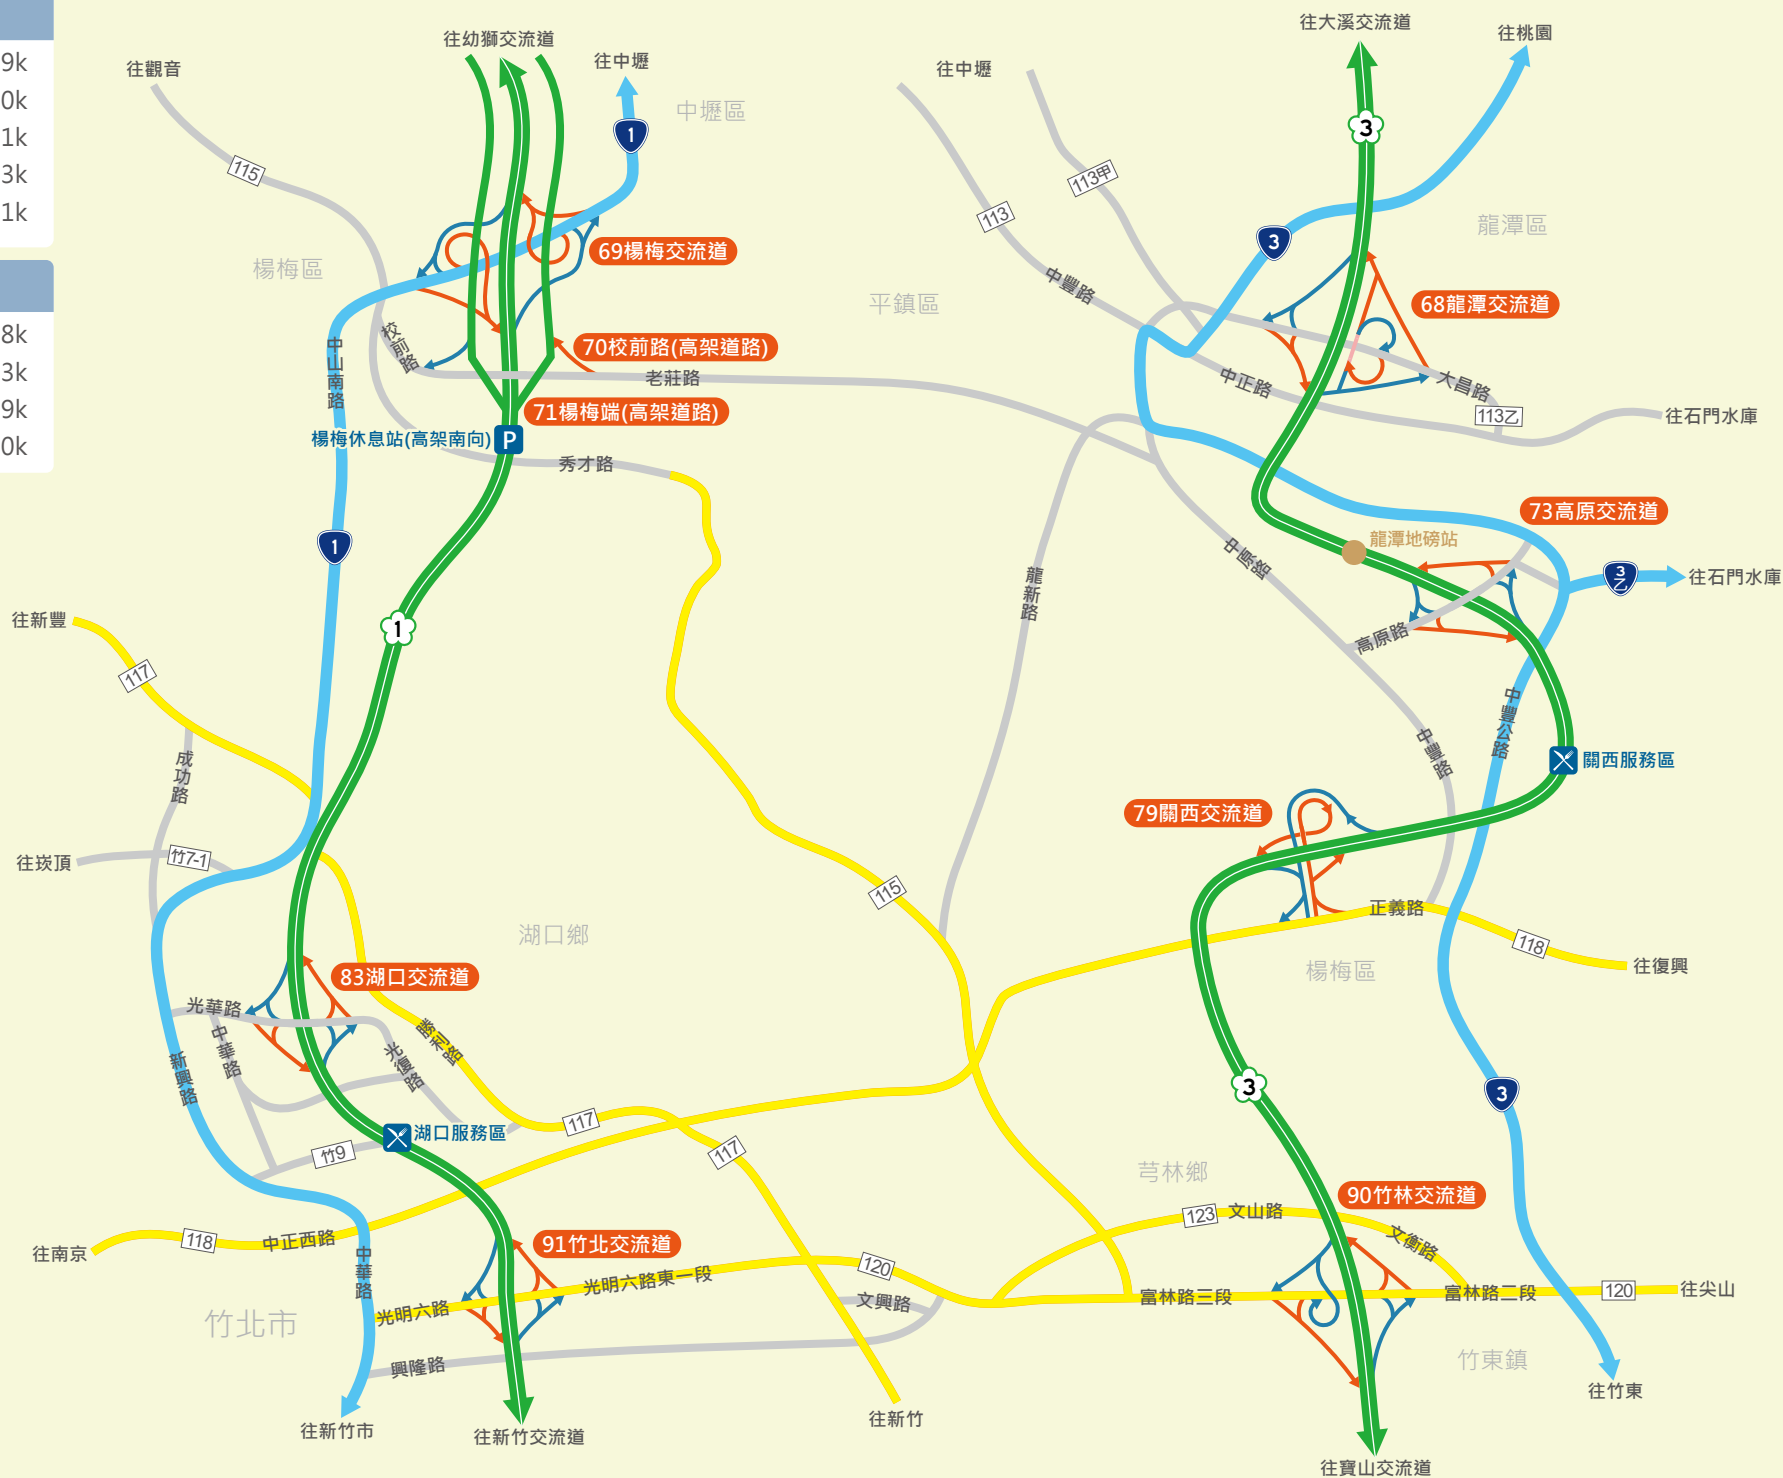 9k
0k
1k
3k
1k
8k
3k
9k
0k
往觀音
往幼獅交流道
往中壢
中壢區
往中壢
往大溪交流道
往桃園
115
1
113甲
113
3
3
龍潭區
楊梅區
69楊梅交流道
平鎮區
中豐路
68龍潭交流道
校前路
中山南路
70校前路(高架道路)
老莊路
中正路
大昌路
113乙
往石門水庫
71楊梅端(高架道路)
楊梅休息站(高架南向)
P
秀才路
1
73高原交流道
龍潭地磅站
中原路
龍新路
3乙
往石門水庫
高原路
往新豐
1
117
中豐公路
中豐路
關西服務區
成功路
79關西交流道
往崁頂
竹7-1
115
正義路
118
往復興
湖口鄉
楊梅區
83湖口交流道
光華路
中華路
勝利路
光復路
新興路
3
3
117
湖口服務區
竹9
117
芎林鄉
90竹林交流道
123
文山路
文衡路
118
中正西路
往南京
中華路
91竹北交流道
光明六路東一段
120
光明六路
文興路
富林路三段
富林路二段
120
往尖山
竹北市
興隆路
竹東鎮
往竹東
往新竹市
往新竹交流道
往新竹
往寶山交流道